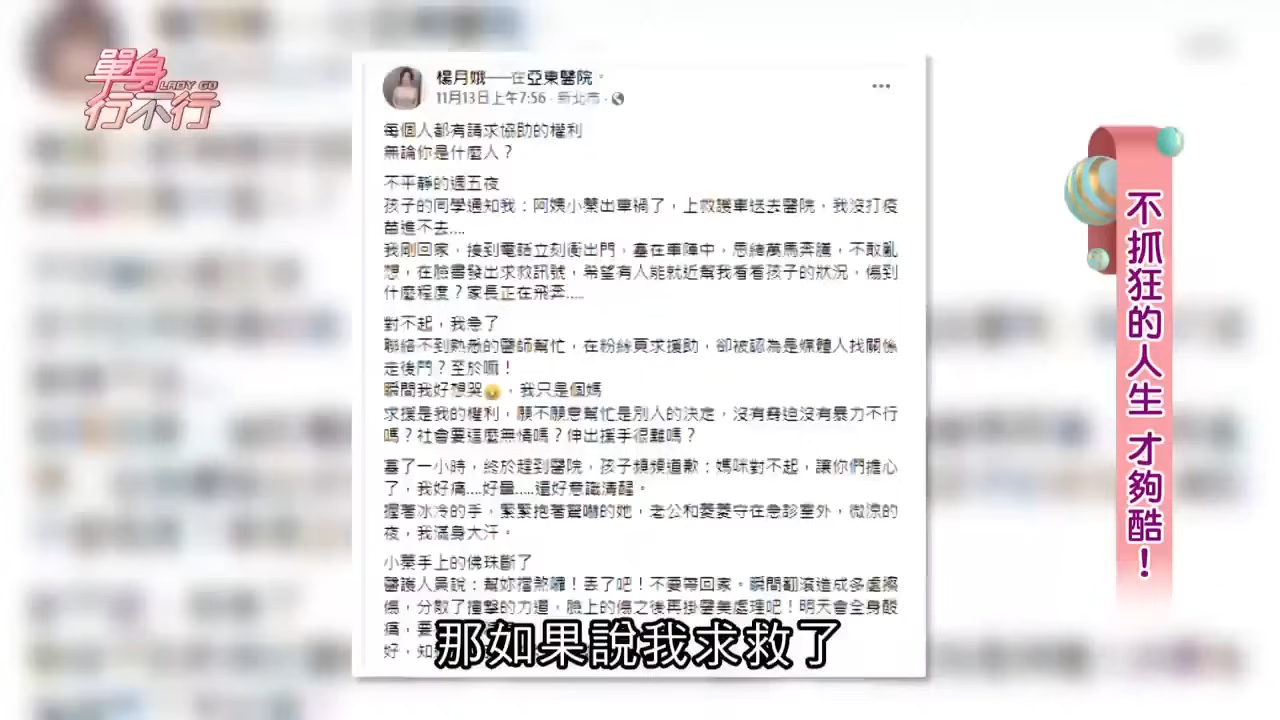 單身
LADY GO
行不行
楊月娥——在亞東醫院。
11月13日上午7:56 · 新北市 ·
每個人都有請求協助的權利
無論你是什麼人？
不平靜的週五夜
孩子的同學通知我：阿姨小縈出車禍了，上救護車送去醫院，我沒打疫
苗進不去....
我剛回家，接到電話立刻衝出門，塞在車陣中，思緒萬馬奔騰，不敢亂
想，在臉書發出求救訊號，希望有人能就近幫我看看孩子的狀況，傷到
什麼程度？家長正在飛奔.....
對不起，我急了
聯絡不到熟悉的醫師幫忙，在粉絲頁求援助，卻被認為是媒體人找關係
走後門？至於嘛！
瞬間我好想哭😢，我只是個媽
求援是我的權利，願不願意幫忙是別人的決定，沒有脅迫沒有暴力不行
嗎？社會要這麼無情嗎？伸出援手很難嗎？
塞了一小時，終於趕到醫院，孩子頻頻道歉：媽咪對不起，讓你們擔心
了，我好痛....好暈.....還好意識清醒。
握著冰冷的手，緊緊抱著驚嚇的她，老公和菱菱守在急診室外，微涼的
夜，我滿身大汗。
小縈手上的佛珠斷了
醫護人員說：幫妳擋煞囉！丟了吧！不要帶回家。瞬間翻滾造成多處擦
傷，分散了撞擊的力道，臉上的傷之後再掛醫美處理吧！明天會全身酸
痛，要
好，知
那如果說我求救了
不抓狂的人生 才夠酷！